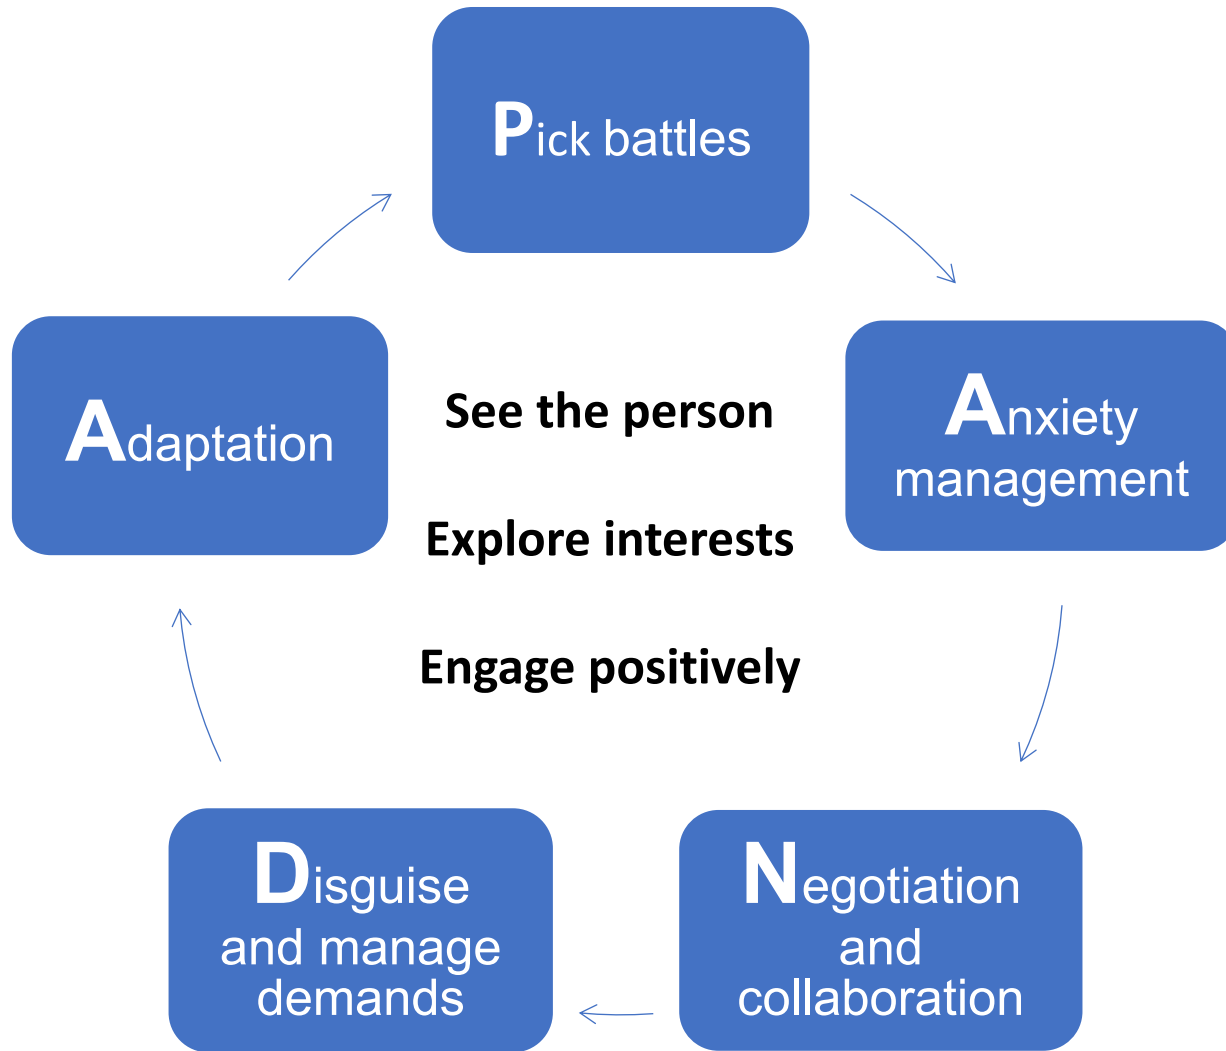 Pick battles
Anxiety
management
Negotiation
and
collaboration
Disguise
and manage
demands
Adaptation
See the person
Explore interests
Engage positively